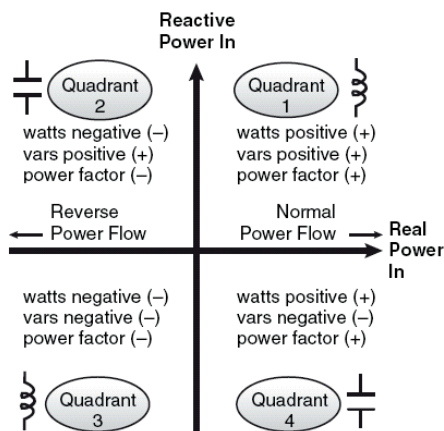 Reactive
Power In
Quadrant
2
Quadrant
1
watts negative (–)
vars positive (+)
power factor (–)
watts positive (+)
vars positive (+)
power factor (+)
Reverse
Power Flow
Normal
Power Flow
Real
Power
In
watts negative (–)
vars negative (–)
power factor (–)
watts positive (+)
vars negative (–)
power factor (+)
Quadrant
3
Quadrant
4